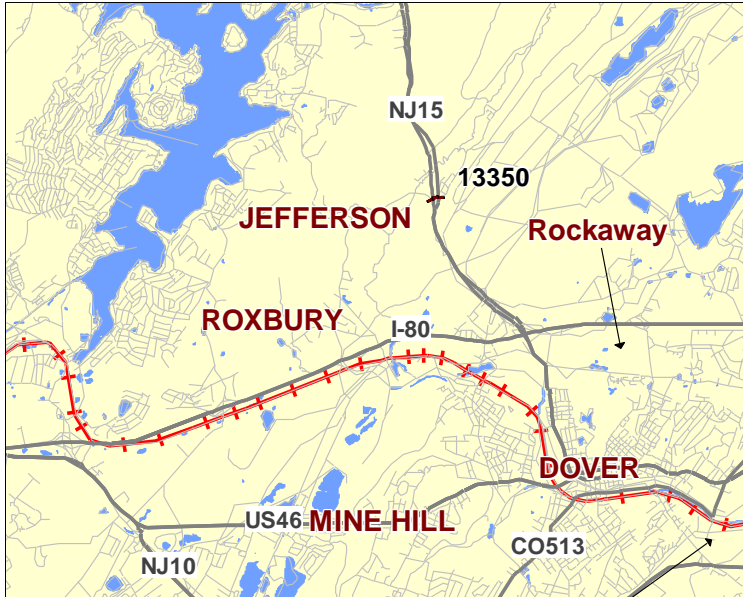 NJ15
13350
JEFFERSON
Rockaway
ROXBURY
I-80
DOVER
US46 MINE HILL
CO513
NJ10